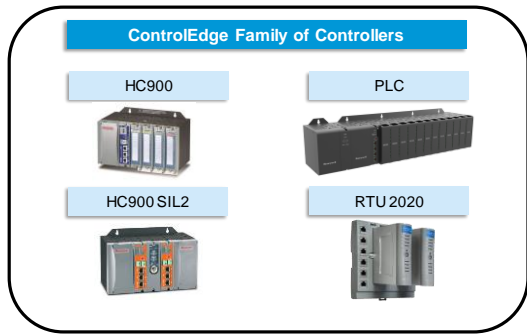 ControlEdge Family of Controllers
HC900
PLC
HC900 SIL2
RTU 2020